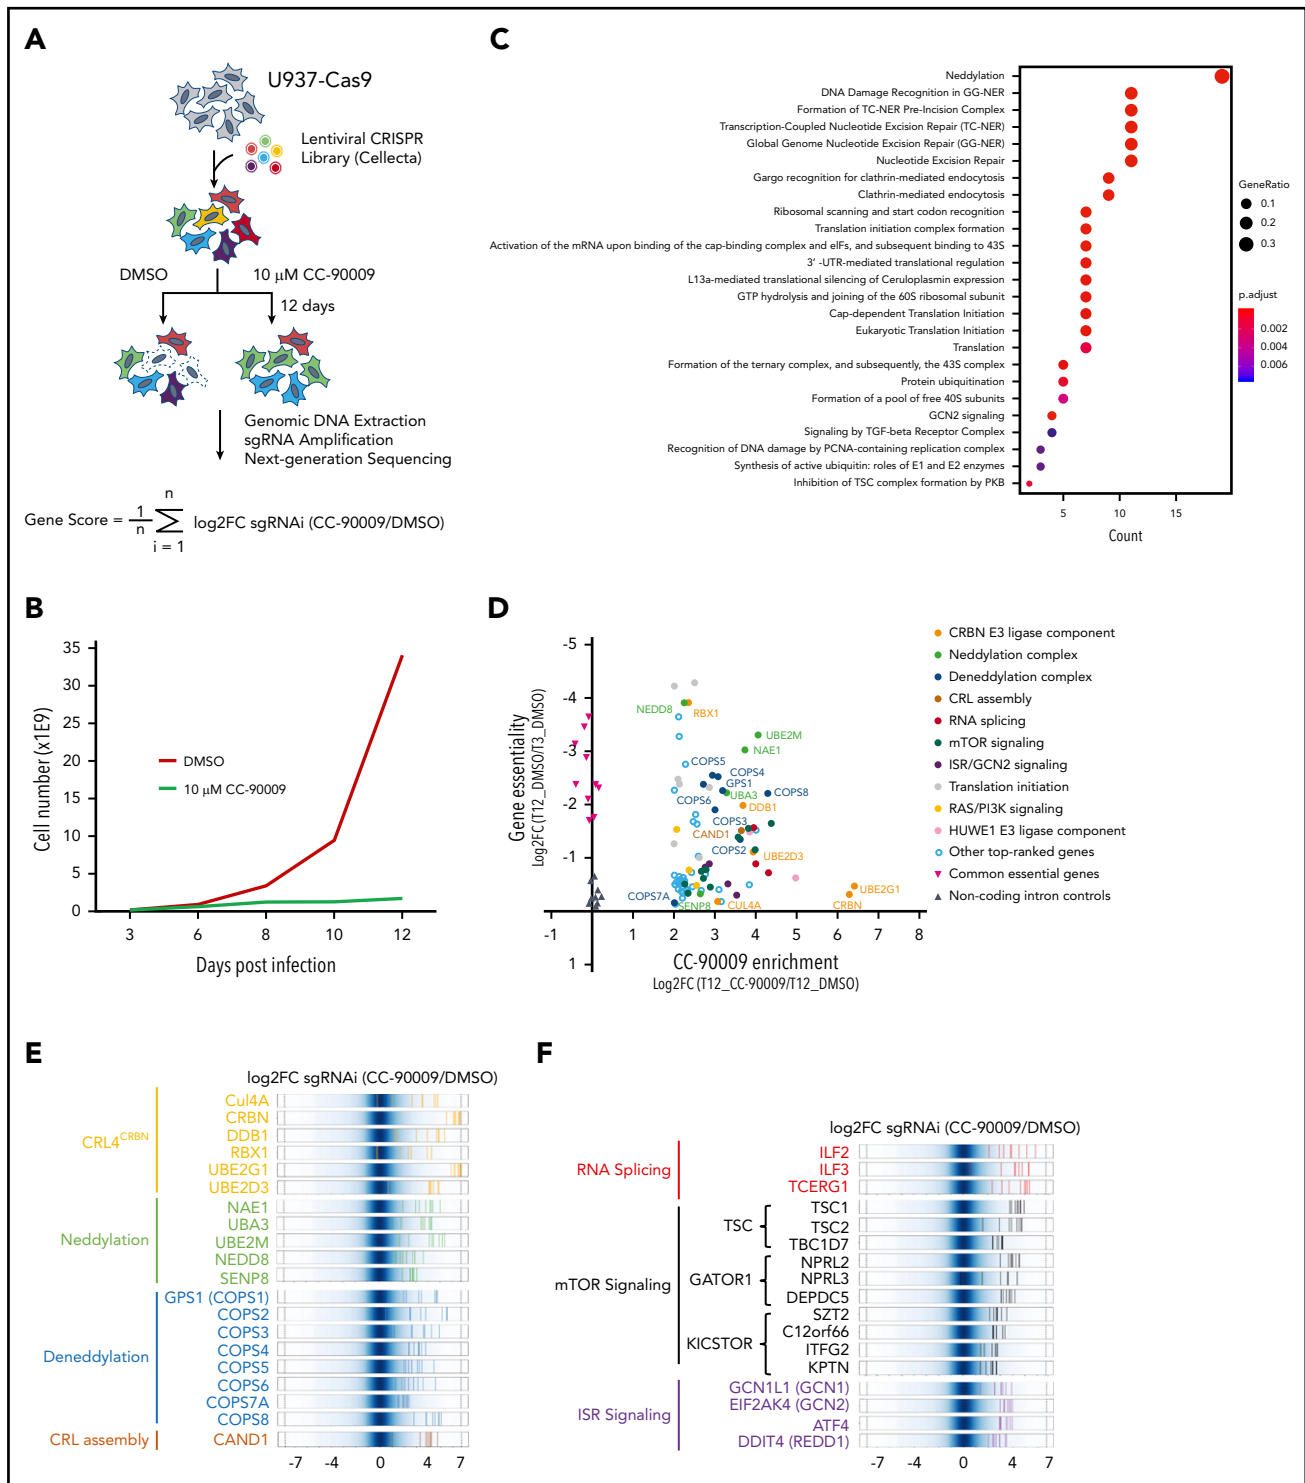 A
U937-Cas9
Lentiviral CRISPR
Library (Cellecta)
DMSO
10 μM CC-90009
12 days
Genomic DNA Extraction
sgRNA Amplification
Next-generation Sequencing
Gene Score = 1/n n Σ i = 1 log2FC sgRNAi (CC-90009/DMSO)
C
Neddylation
DNA Damage Recognition in GG-NER
Formation of TC-NER Pre-Incision Complex
Transcription-Coupled Nucleotide Excision Repair (TC-NER)
Global Genome Nucleotide Excision Repair (GG-NER)
Nucleotide Excision Repair
Gargo recognition for clathrin-mediated endocytosis
Clathrin-mediated endocytosis
Ribosomal scanning and start codon recognition
Translation initiation complex formation
Activation of the mRNA upon binding of the cap-binding complex and eIFs, and subsequent binding to 43S
3' -UTR-mediated translational regulation
L13a-mediated translational silencing of Ceruloplasmin expression
GTP hydrolysis and joining of the 60S ribosomal subunit
Cap-dependent Translation Initiation
Eukaryotic Translation Initiation
Translation
Formation of the ternary complex, and subsequently, the 43S complex
Protein ubiquitination
Formation of a pool of free 40S subunits
GCN2 signaling
Signaling by TGF-beta Receptor Complex
Recognition of DNA damage by PCNA-containing replication complex
Synthesis of active ubiquitin: roles of E1 and E2 enzymes
Inhibition of TSC complex formation by PKB
5 10 15
Count
GeneRatio
0.1
0.2
0.3
p.adjust
0.002
0.004
0.006
B
Cell number (x1E9)
35
30
25
20
15
10
5
0
DMSO
10 μM CC-90009
3 6 8 10 12
Days post infection
D
Gene essentiality
Log2FC (T12_DMSO/T3_DMSO)
-5
-4
-3
-2
-1
1
-1 1 2 3 4 5 6 7 8
CC-90009 enrichment
Log2FC (T12_CC-90009/T12_DMSO)
NEDD8
RBX1
UBE2M
NAE1
COPS5
COPS4
GPS1
COPS8
UBA3
COPS6
DDB1
COPS3
CAND1
COPS2
UBE2D3
COPS7A
SENP8
CUL4A
UBE2G1
CRBN
CRBN E3 ligase component
Neddylation complex
Deneddylation complex
CRL assembly
RNA splicing
mTOR signaling
ISR/GCN2 signaling
Translation initiation
RAS/PI3K signaling
HUWE1 E3 ligase component
Other top-ranked genes
Common essential genes
Non-coding intron controls
E
log2FC sgRNAi (CC-90009/DMSO)
CRL4CRBN
Cul4A
CRBN
DDB1
RBX1
UBE2G1
UBE2D3
Neddylation
NAE1
UBA3
UBE2M
NEDD8
SENP8
Deneddylation
GPS1 (COPS1)
COPS2
COPS3
COPS4
COPS5
COPS6
COPS7A
COPS8
CRL assembly
CAND1
-7 -4 0 4 7
F
log2FC sgRNAi (CC-90009/DMSO)
RNA Splicing
ILF2
ILF3
TCERG1
mTOR Signaling
TSC
TSC1
TSC2
TBC1D7
GATOR1
NPRL2
NPRL3
DEPDC5
KICSTOR
SZT2
C12orf66
ITFG2
KPTN
ISR Signaling
GCN1L1 (GCN1)
EIF2AK4 (GCN2)
ATF4
DDIT4 (REDD1)
-7 -4 0 4 7